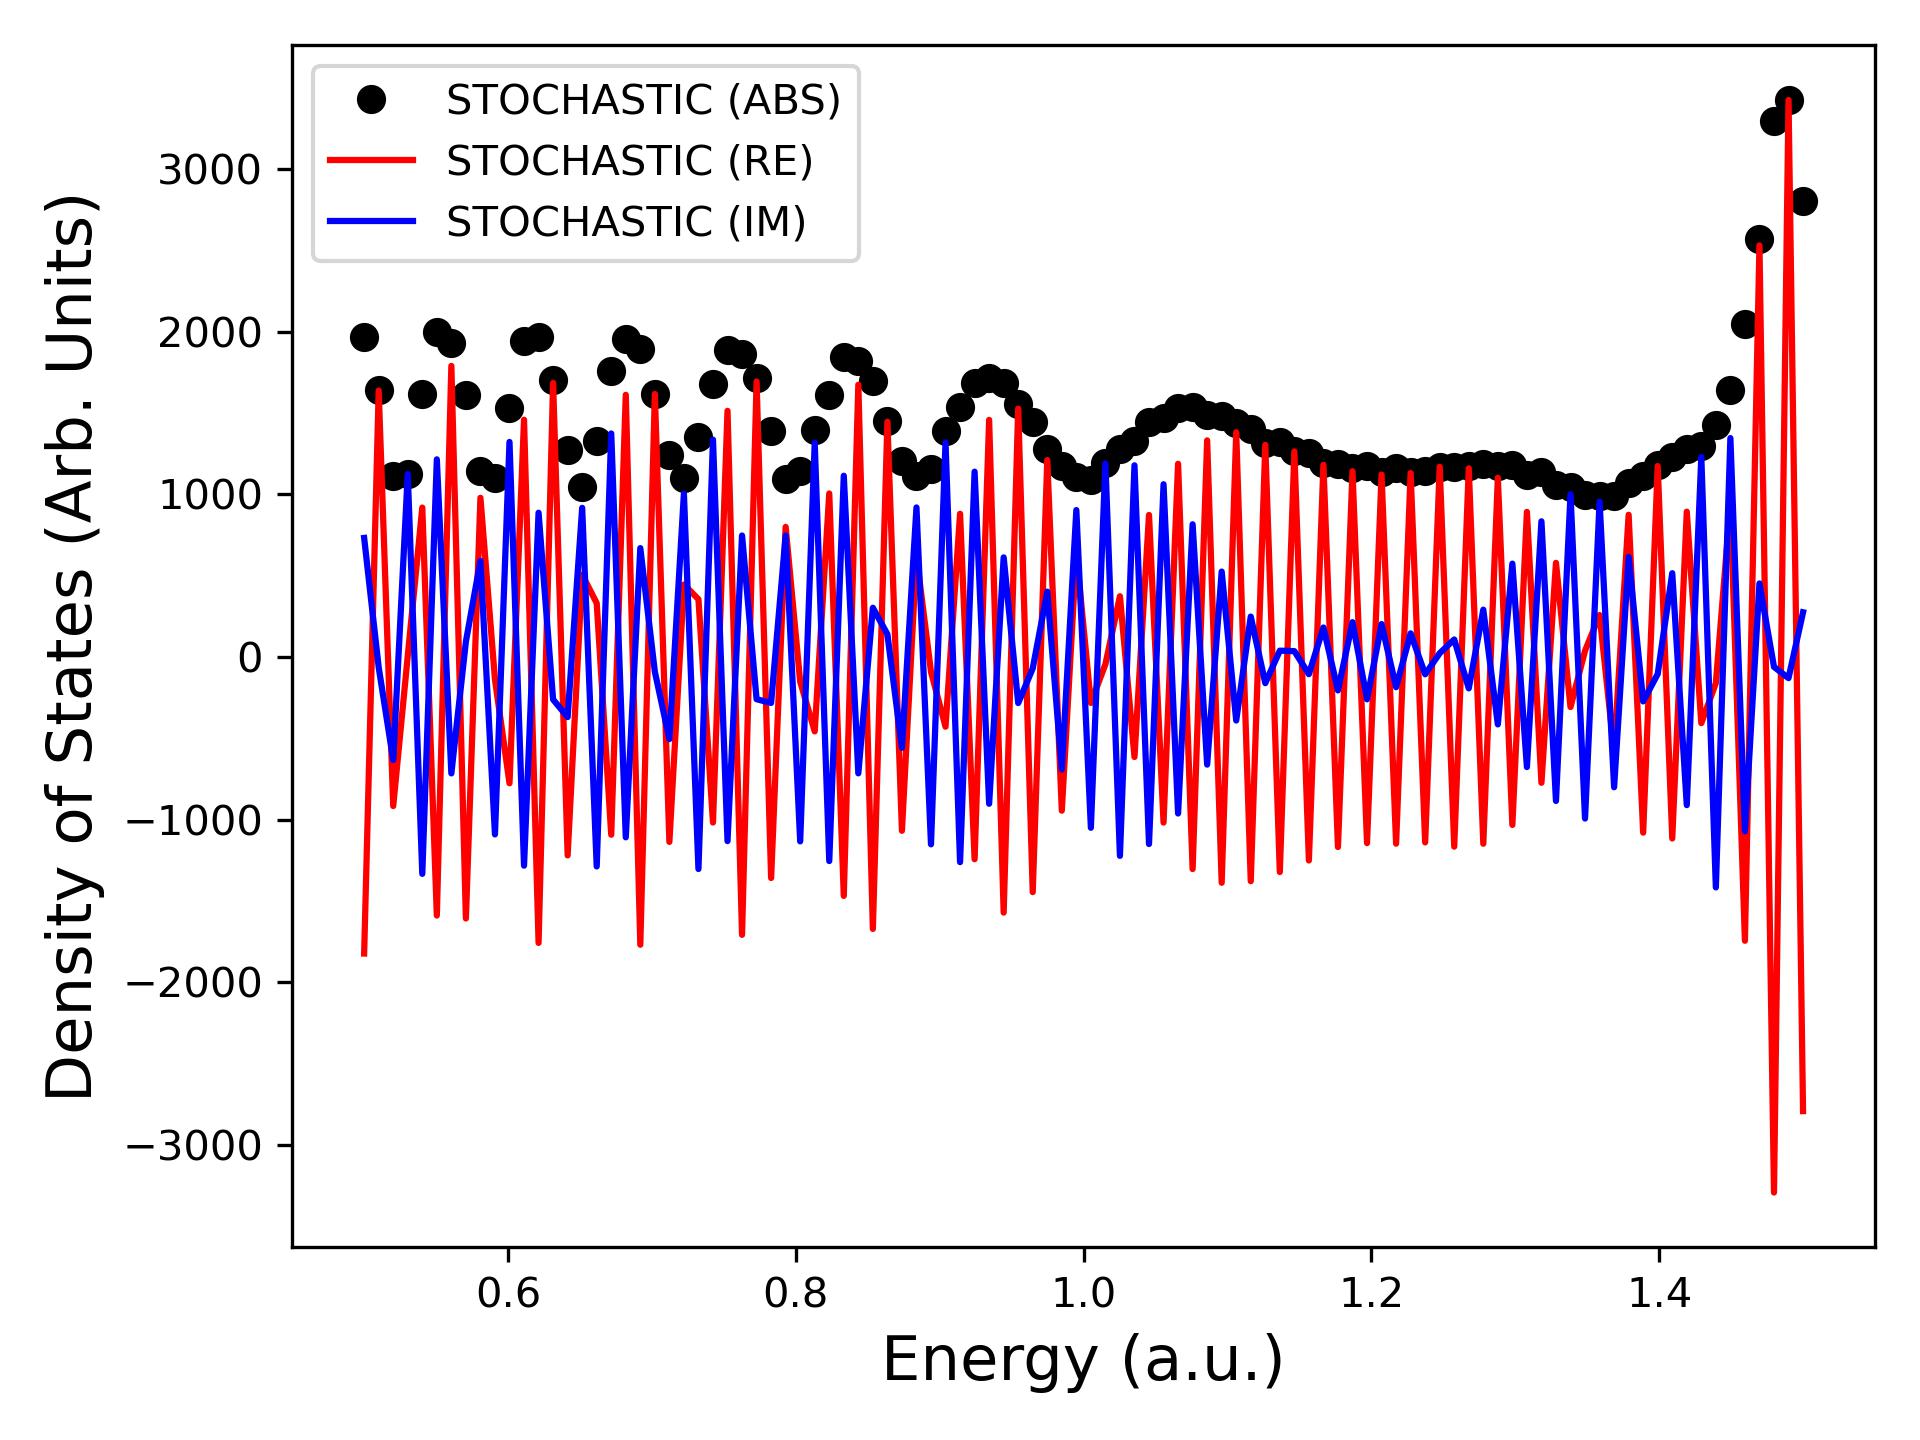 STOCHASTIC (ABS)
STOCHASTIC (RE)
STOCHASTIC (IM)
Density of States (Arb. Units)
3000
2000
1000
0
−1000
−2000
−3000
0.6 0.8 1.0 1.2 1.4
Energy (a.u.)